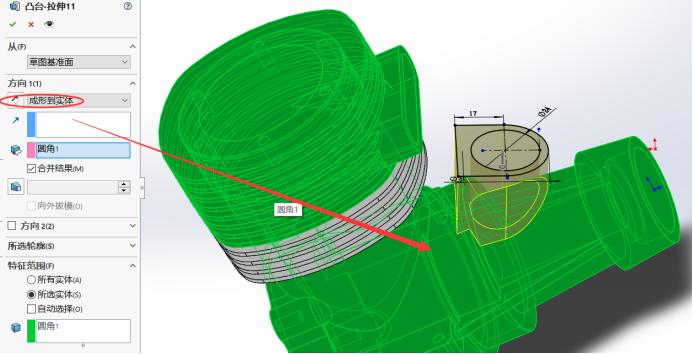 凸台-拉伸11
从(F)
草图基准面
方向 1(1)
成形到实体
圆角1
合并结果(M)
向外拔模(O)
方向 2(2)
所选轮廓(S)
特征范围(F)
所有实体(A)
所选实体(S)
自动选择(O)
圆角1
圆角1
17
Ø24